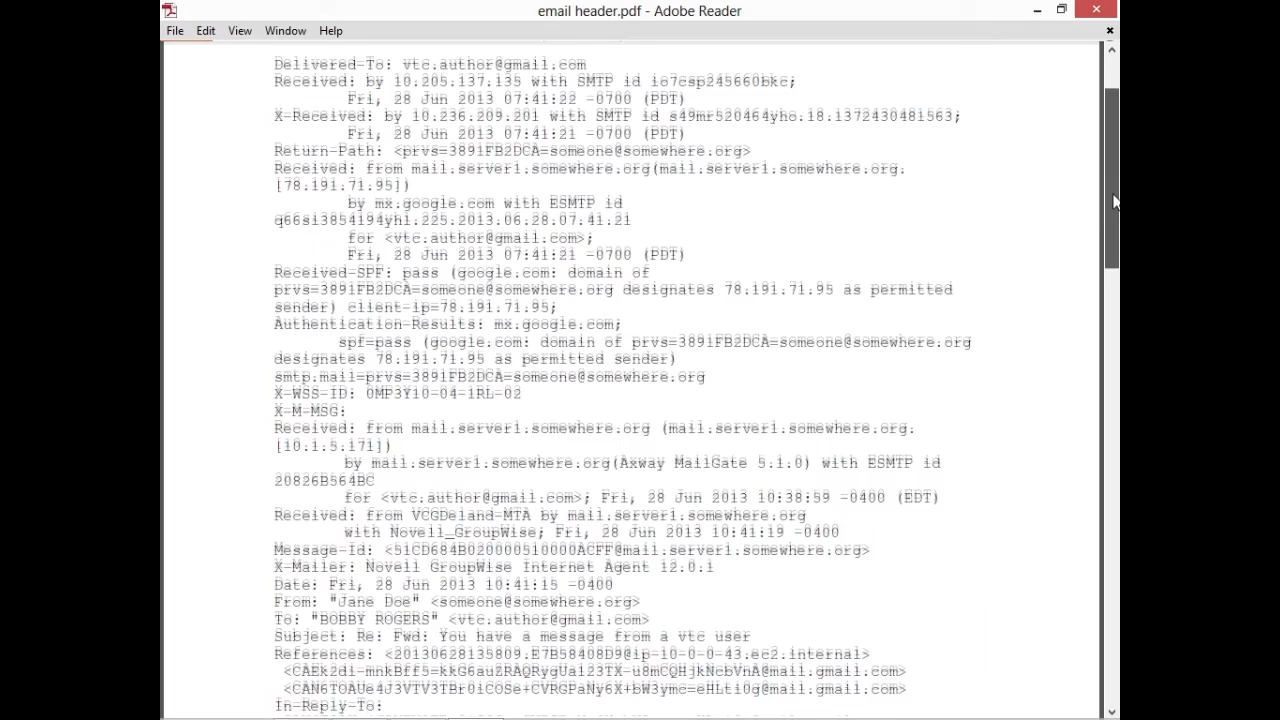 email header.pdf - Adobe Reader
File Edit View Window Help
Delivered-To: vtc.author@gmail.com
Received: by 10.205.137.135 with SMTP id io7csp245660bkc;
Fri, 28 Jun 2013 07:41:22 -0700 (PDT)
X-Received: by 10.236.209.201 with SMTP id s49mr520464yho.18.1372430481563;
Fri, 28 Jun 2013 07:41:21 -0700 (PDT)
Return-Path: <prvs=3891FB2DCA=someone@somewhere.org>
Received: from mail.server1.somewhere.org(mail.server1.somewhere.org.
[78.191.71.95])
by mx.google.com with ESMTP id
q66si3854194yhl.225.2013.06.28.07.41.21
for <vtc.author@gmail.com>;
Fri, 28 Jun 2013 07:41:21 -0700 (PDT)
Received-SPF: pass (google.com: domain of
prvs=3891FB2DCA=someone@somewhere.org designates 78.191.71.95 as permitted
sender) client-ip=78.191.71.95;
Authentication-Results: mx.google.com;
spf=pass (google.com: domain of prvs=3891FB2DCA=someone@somewhere.org
designates 78.191.71.95 as permitted sender)
smtp.mail=prvs=3891FB2DCA=someone@somewhere.org
X-WSS-ID: 0MP3Y10-04-1RL-02
X-M-MSG:
Received: from mail.server1.somewhere.org (mail.server1.somewhere.org.
[10.1.5.171])
by mail.server1.somewhere.org(Axway MailGate 5.1.0) with ESMTP id
20826B564BC
for <vtc.author@gmail.com>; Fri, 28 Jun 2013 10:38:59 -0400 (EDT)
Received: from VCGDeland-MTA by mail.server1.somewhere.org
with Novell_GroupWise; Fri, 28 Jun 2013 10:41:19 -0400
Message-Id: <51CD684B020000510000ACFF@mail.server1.somewhere.org>
X-Mailer: Novell GroupWise Internet Agent 12.0.1
Date: Fri, 28 Jun 2013 10:41:15 -0400
From: "Jane Doe" <someone@somewhere.org>
To: "BOBBY ROGERS" <vtc.author@gmail.com>
Subject: Re: Fwd: You have a message from a vtc user
References: <20130628135809.E7B58408D9@ip-10-0-0-43.ec2.internal>
<CAEk2di-mnkBff5=kkG6auZRAQRygUa123TX-u8mCQHjkNcbVnA@mail.gmail.com>
<CAN6TOAUe4J3VTV3TBr0iCOSe+CVRGPaNy6X+bW3ymc=eHLti0g@mail.gmail.com>
In-Reply-To: